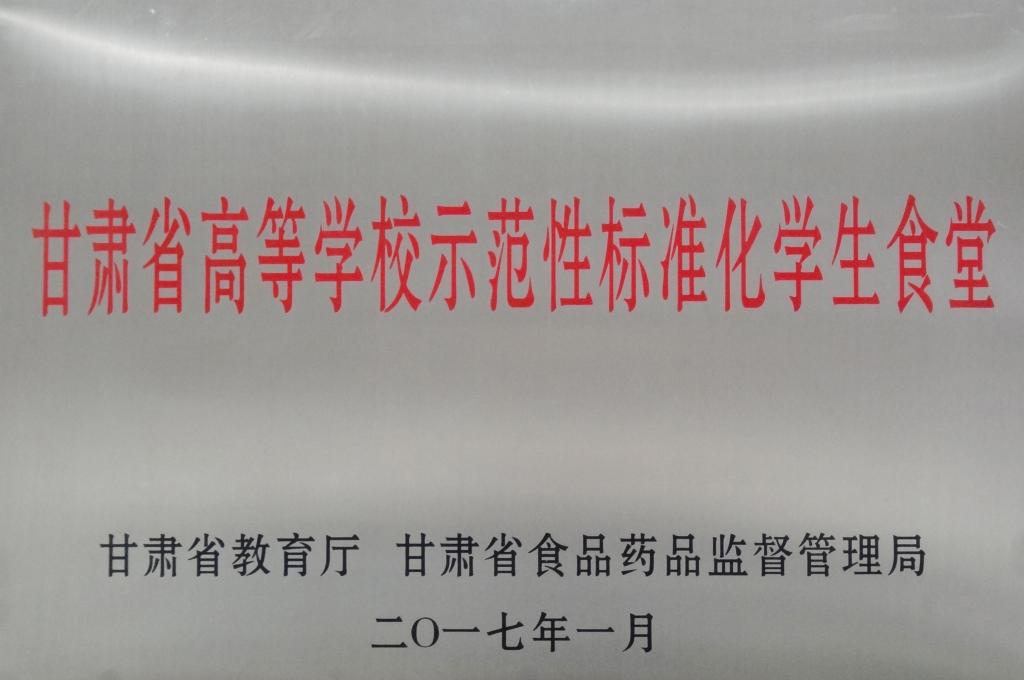 甘肃省高等学校示范性标准化学生食堂
甘肃省教育厅 甘肃省食品药品监督管理局
二〇一七年一月